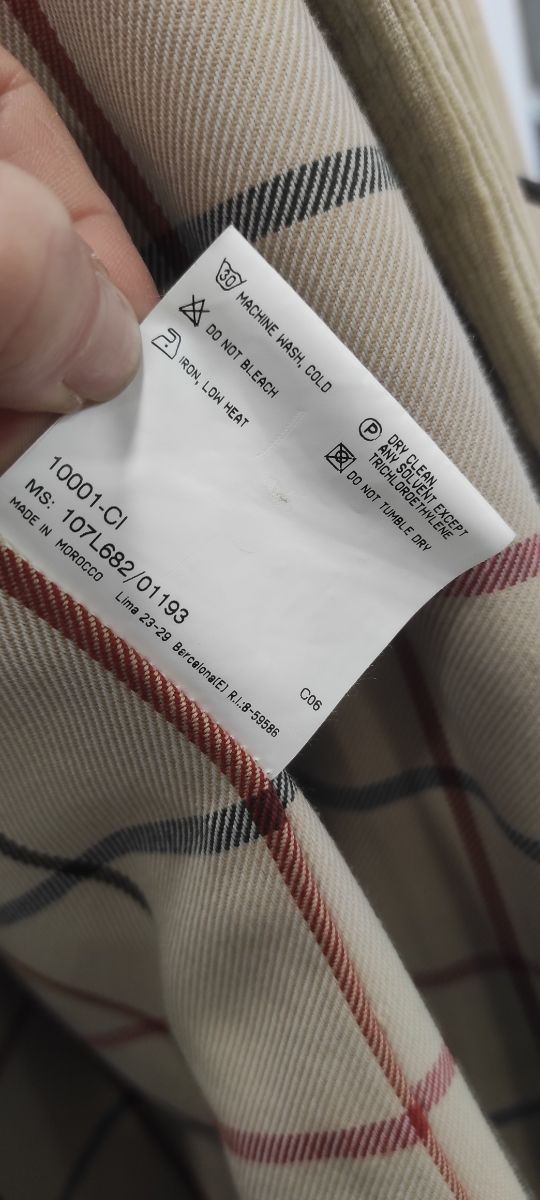 30 MACHINE WASH, COLD
DO NOT BLEACH
IRON, LOW HEAT
P DRY CLEAN,
ANY SOLVENT EXCEPT
TRICHLOROETHYLENE
DO NOT TUMBLE DRY
10001-CI
MS: 107L682/01193
MADE IN MOROCCO
Lima 23-29 Barcelona(E) R.I.:B-59586
C06